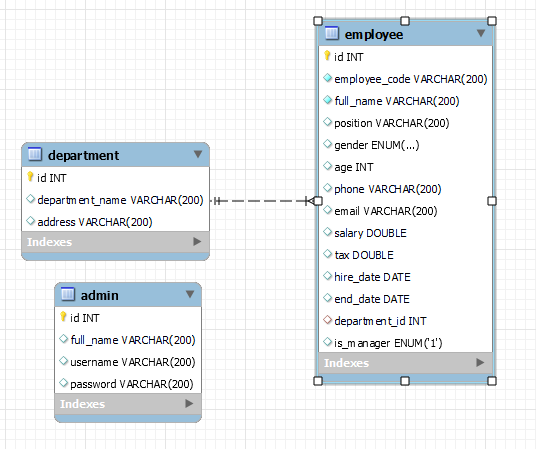 employee
id INT
employee_code VARCHAR(200)
full_name VARCHAR(200)
position VARCHAR(200)
gender ENUM(...)
age INT
phone VARCHAR(200)
email VARCHAR(200)
salary DOUBLE
tax DOUBLE
hire_date DATE
end_date DATE
department_id INT
is_manager ENUM('1')
Indexes
department
id INT
department_name VARCHAR(200)
address VARCHAR(200)
Indexes
admin
id INT
full_name VARCHAR(200)
username VARCHAR(200)
password VARCHAR(200)
Indexes